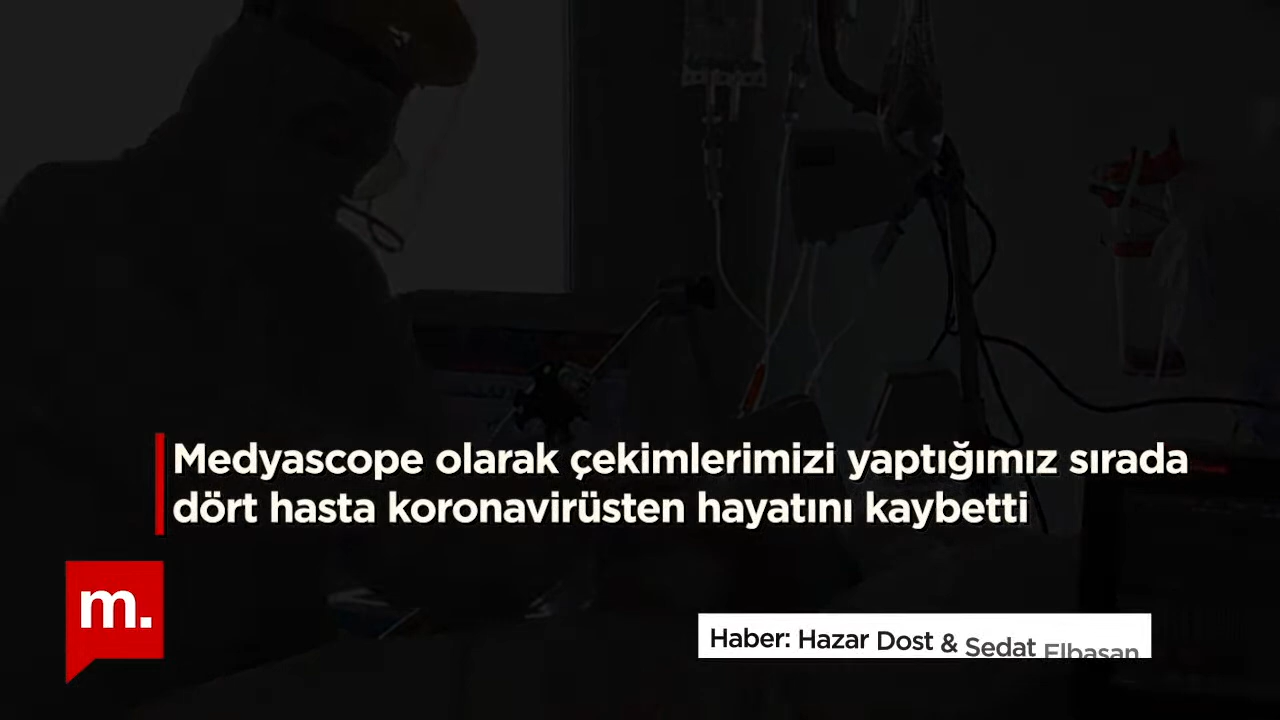 Medyascope olarak çekimlerimizi yaptığımız sırada
dört hasta koronavirüsten hayatını kaybetti
m.
Haber: Hazar Dost & Sedat Elbasan